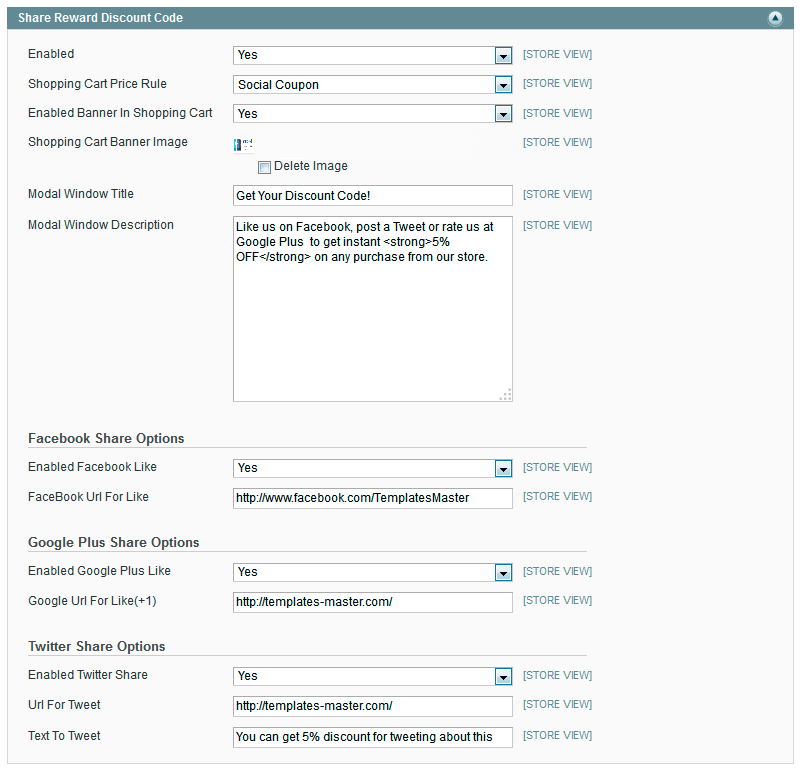 Share Reward Discount Code
Enabled Yes [STORE VIEW]
Shopping Cart Price Rule Social Coupon [STORE VIEW]
Enabled Banner In Shopping Cart Yes [STORE VIEW]
Shopping Cart Banner Image [STORE VIEW]
Delete Image
Modal Window Title Get Your Discount Code! [STORE VIEW]
Modal Window Description [STORE VIEW]
Like us on Facebook, post a Tweet or rate us at
Google Plus  to get instant <strong>5%
OFF</strong> on any purchase from our store.
Facebook Share Options
Enabled Facebook Like Yes [STORE VIEW]
FaceBook Url For Like http://www.facebook.com/TemplatesMaster [STORE VIEW]
Google Plus Share Options
Enabled Google Plus Like Yes [STORE VIEW]
Google Url For Like(+1) http://templates-master.com/ [STORE VIEW]
Twitter Share Options
Enabled Twitter Share Yes [STORE VIEW]
Url For Tweet http://templates-master.com/ [STORE VIEW]
Text To Tweet You can get 5% discount for tweeting about this [STORE VIEW]